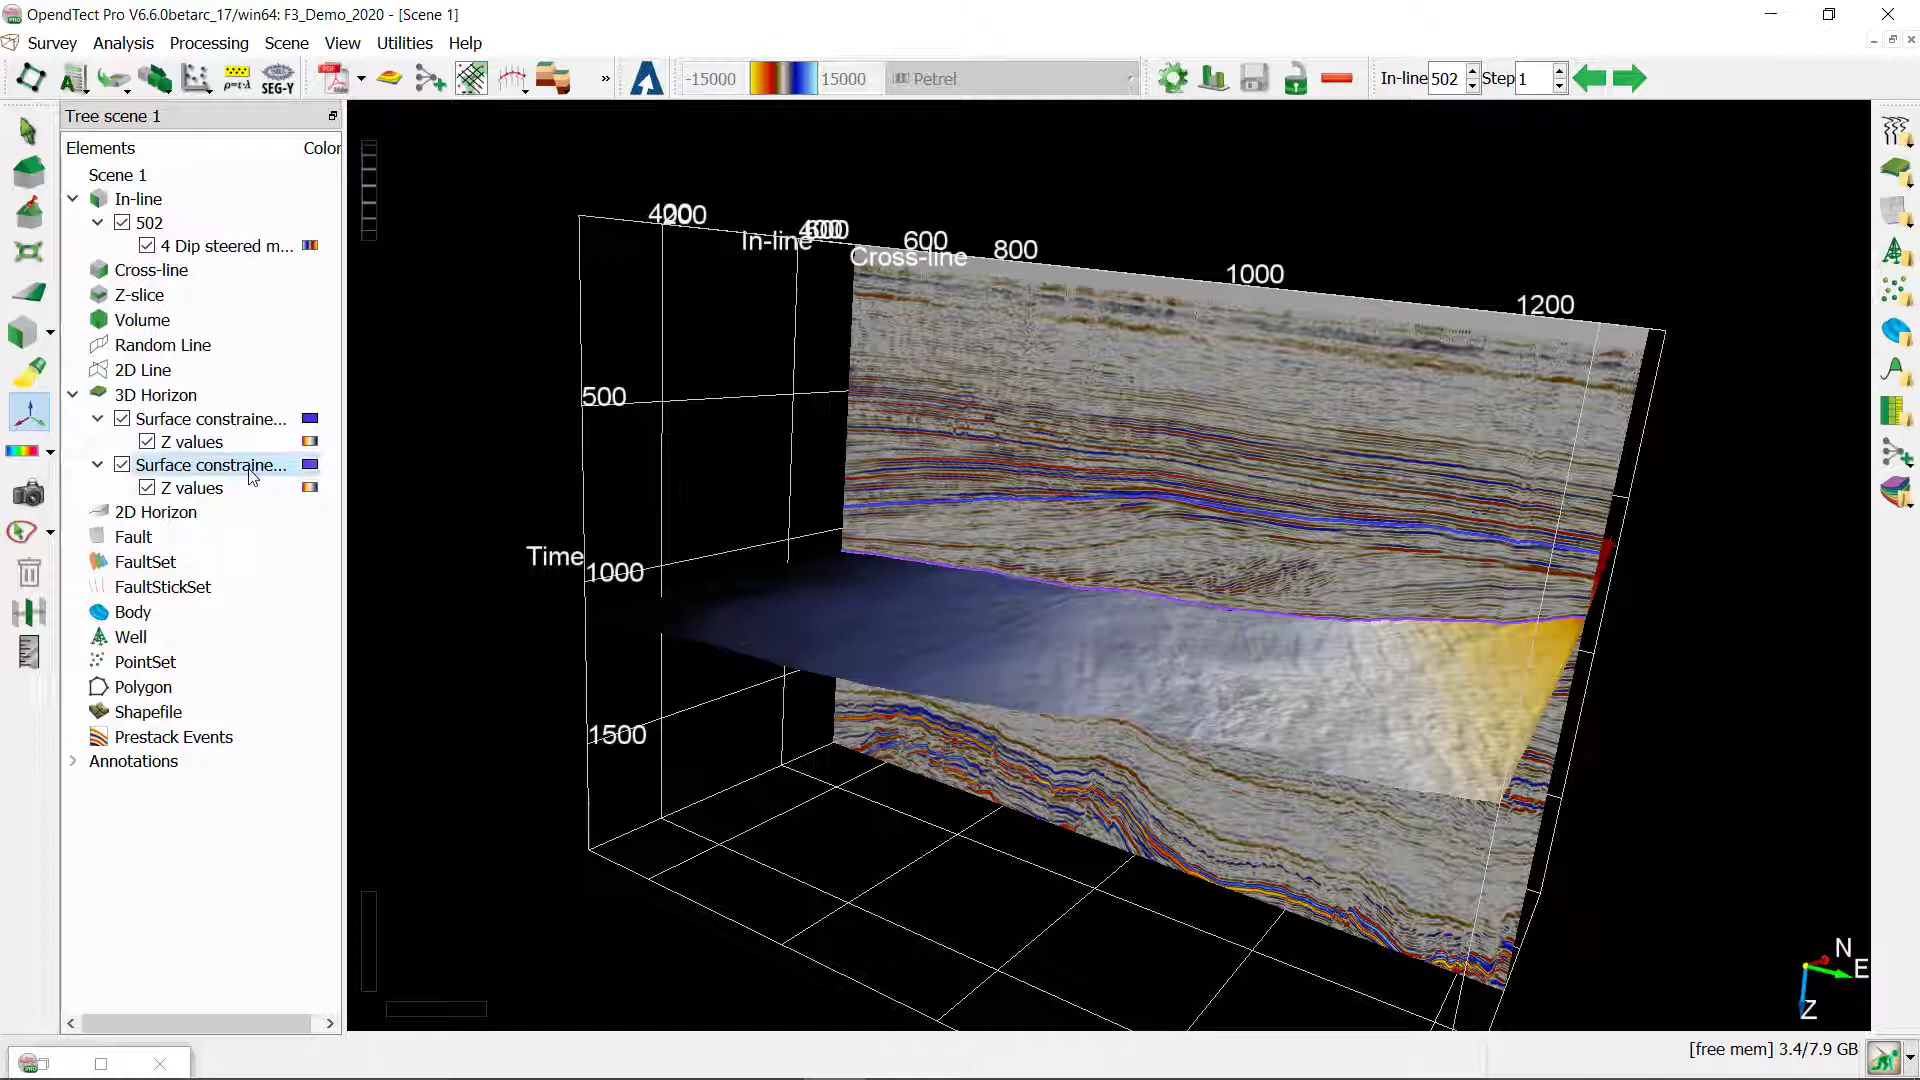 OpendTect Pro V6.6.0betarc_17/win64: F3_Demo_2020 - [Scene 1]
Survey Analysis Processing Scene View Utilities Help
SEG-Y -15000 15000 Petrel In-line 502 Step 1
Tree scene 1
Elements Color
Scene 1
In-line
502
4 Dip steered m...
Cross-line
Z-slice
Volume
Random Line
2D Line
3D Horizon
Surface constraine...
Z values
Surface constraine...
Z values
2D Horizon
Fault
FaultSet
FaultStickSet
Body
Well
PointSet
Polygon
Shapefile
Prestack Events
Annotations
In-line
Cross-line
600
800
1000
1200
500
Time
1000
1500
N
E
Z
[free mem] 3.4/7.9 GB